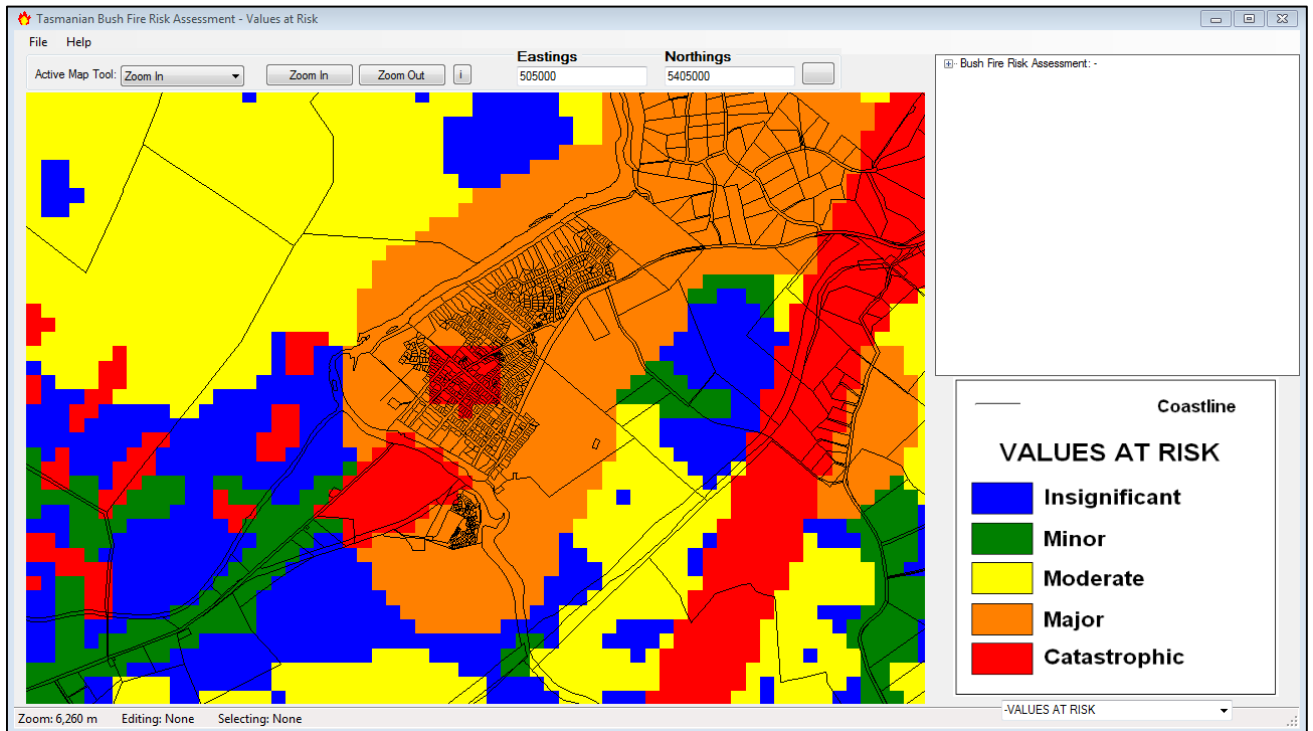 Tasmanian Bush Fire Risk Assessment - Values at Risk
File Help
Eastings Northings
Active Map Tool: Zoom In Zoom In Zoom Out i 505000 5405000
Bush Fire Risk Assessment: -
Coastline
VALUES AT RISK
Insignificant
Minor
Moderate
Major
Catastrophic
-VALUES AT RISK
Zoom: 6,260 m Editing: None Selecting: None